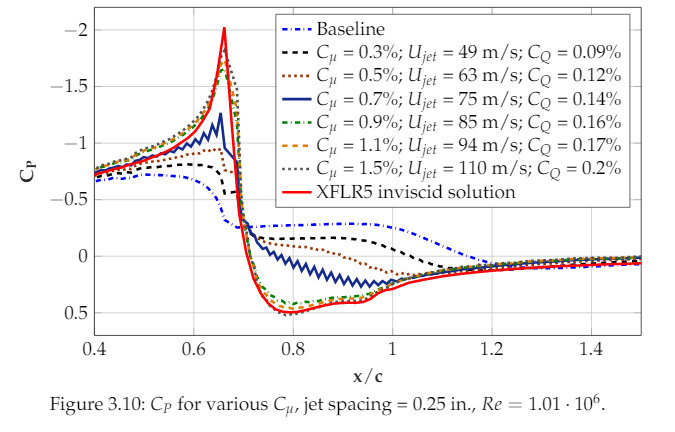 −2
−1.5
−1
−0.5
0
0.5
C_P
0.4
0.6
0.8
1
1.2
1.4
x/c
Baseline
C_μ = 0.3%; U_jet = 49 m/s; C_Q = 0.09%
C_μ = 0.5%; U_jet = 63 m/s; C_Q = 0.12%
C_μ = 0.7%; U_jet = 75 m/s; C_Q = 0.14%
C_μ = 0.9%; U_jet = 85 m/s; C_Q = 0.16%
C_μ = 1.1%; U_jet = 94 m/s; C_Q = 0.17%
C_μ = 1.5%; U_jet = 110 m/s; C_Q = 0.2%
XFLR5 inviscid solution
Figure 3.10: C_P for various C_μ, jet spacing = 0.25 in., Re = 1.01 · 10⁶.